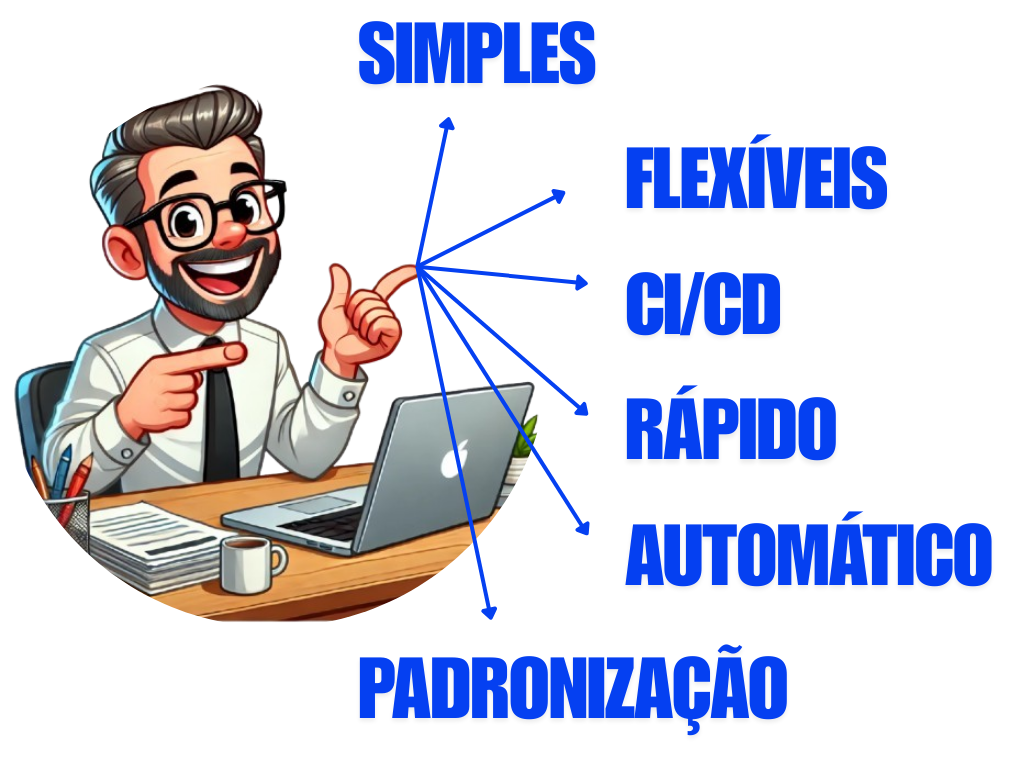 SIMPLES
FLEXÍVEIS
CI/CD
RÁPIDO
AUTOMÁTICO
PADRONIZAÇÃO